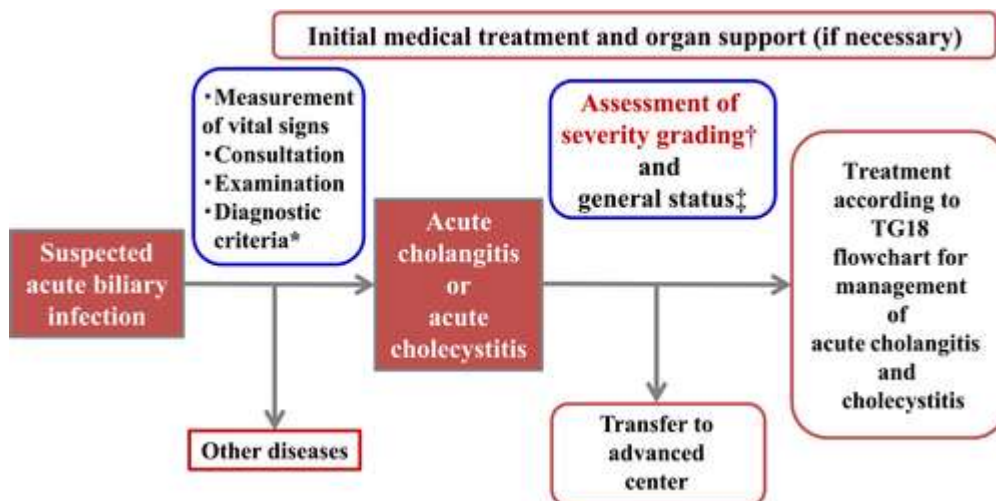 Initial medical treatment and organ support (if necessary)
・Measurement
of vital signs
・Consultation
・Examination
・Diagnostic
criteria*
Assessment of
severity grading†
and
general status‡
Suspected
acute biliary
infection
Acute
cholangitis
or
acute
cholecystitis
Treatment
according to
TG18
flowchart for
management
of
acute cholangitis
and
cholecystitis
Other diseases
Transfer to
advanced
center